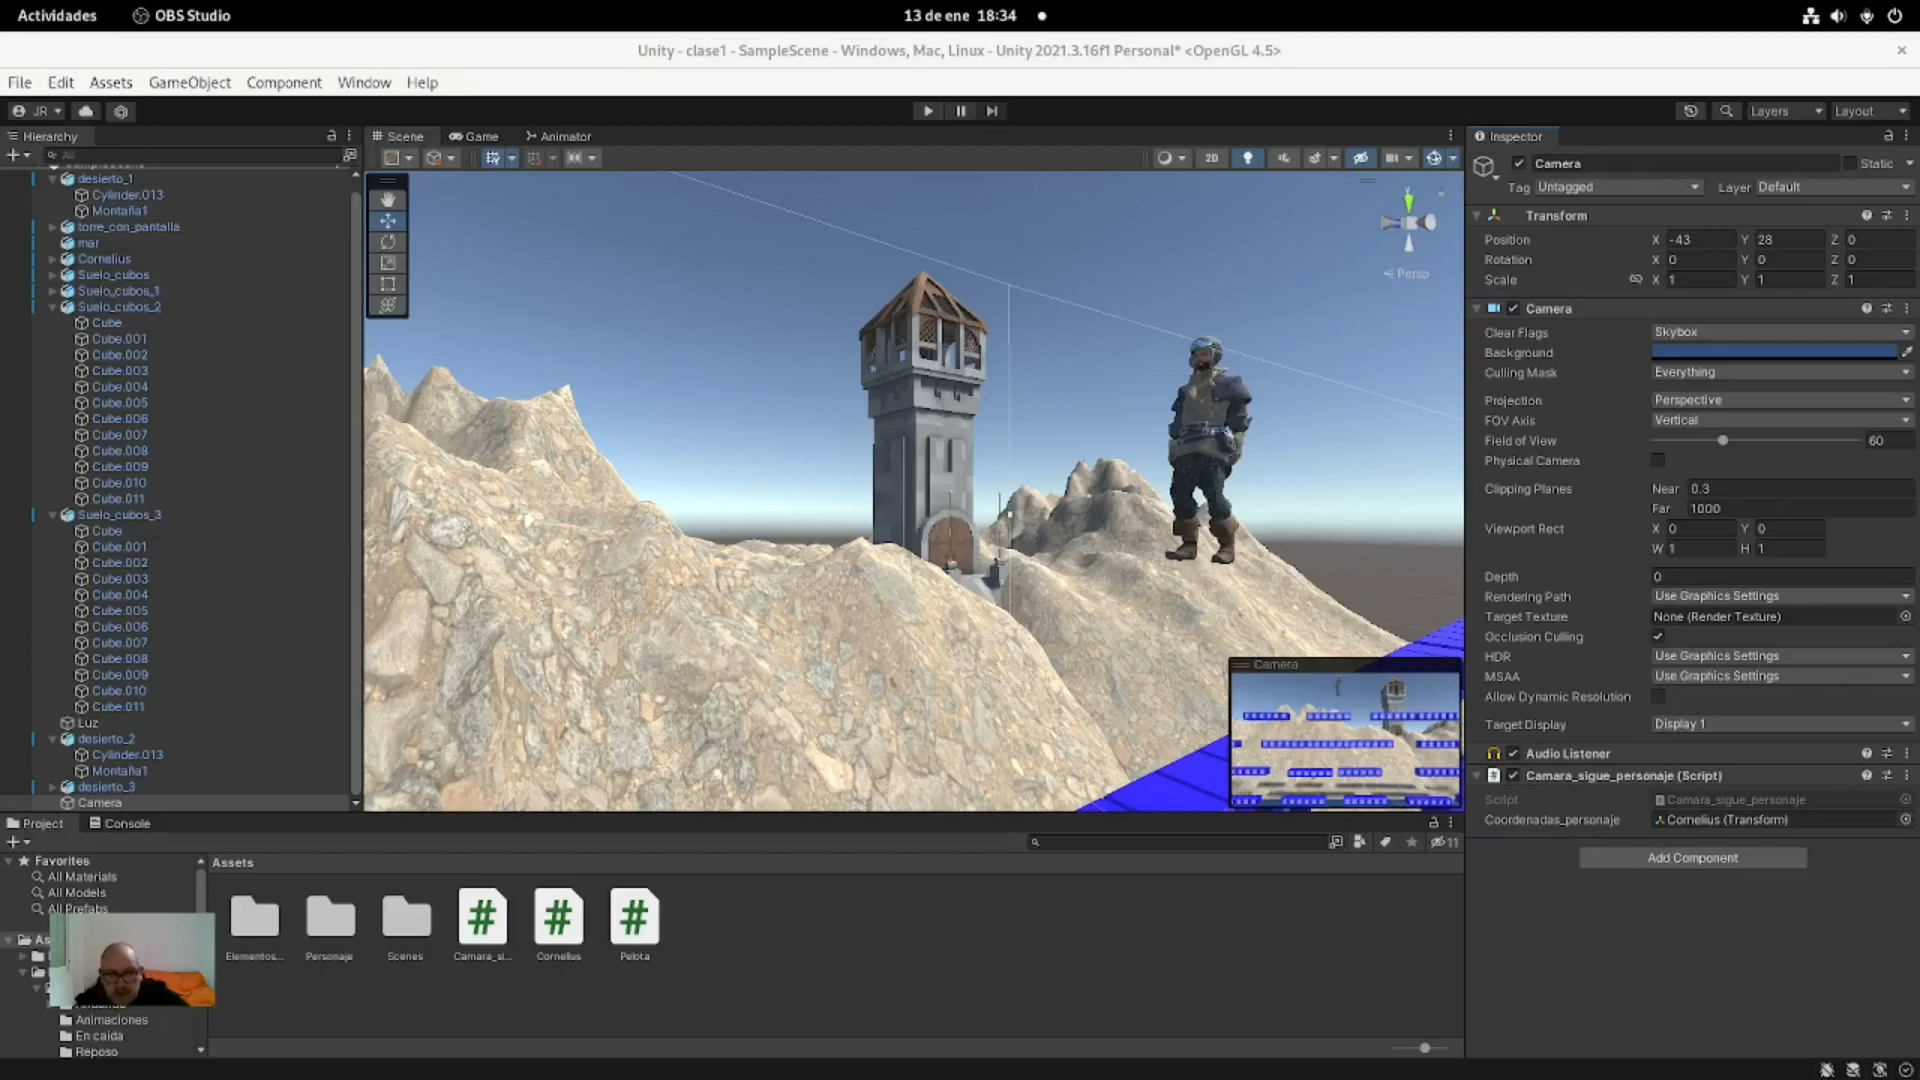 Actividades
OBS Studio
13 de ene 18:34
Unity - clase1 - SampleScene - Windows, Mac, Linux - Unity 2021.3.16f1 Personal* <OpenGL 4.5>
File Edit Assets GameObject Component Window Help
JR
Layers
Layout
Hierarchy
All
desierto_1
Cylinder.013
Montaña1
torre_con_pantalla
mar
Cornelius
Suelo_cubos
Suelo_cubos_1
Suelo_cubos_2
Cube
Cube.001
Cube.002
Cube.003
Cube.004
Cube.005
Cube.006
Cube.007
Cube.008
Cube.009
Cube.010
Cube.011
Suelo_cubos_3
Cube
Cube.001
Cube.002
Cube.003
Cube.004
Cube.005
Cube.006
Cube.007
Cube.008
Cube.009
Cube.010
Cube.011
Luz
desierto_2
Cylinder.013
Montaña1
desierto_3
Camera
Scene
Game
Animator
2D
Persp
Camera
Inspector
Camera
Static
Tag Untagged
Layer Default
Transform
Position X -43 Y 28 Z 0
Rotation X 0 Y 0 Z 0
Scale X 1 Y 1 Z 1
Camera
Clear Flags Skybox
Background
Culling Mask Everything
Projection Perspective
FOV Axis Vertical
Field of View 60
Physical Camera
Clipping Planes Near 0.3
Far 1000
Viewport Rect X 0 Y 0
W 1 H 1
Depth 0
Rendering Path Use Graphics Settings
Target Texture None (Render Texture)
Occlusion Culling
HDR Use Graphics Settings
MSAA Use Graphics Settings
Allow Dynamic Resolution
Target Display Display 1
Audio Listener
Camara_sigue_personaje (Script)
Script Camara_sigue_personaje
Coordenadas_personaje Cornelius (Transform)
Add Component
Project
Console
11
Favorites
All Materials
All Models
All Prefabs
As
Animaciones
En caida
Reposo
Assets
Elementos...
Personaje
Scenes
Camara_si...
Cornelius
Pelota